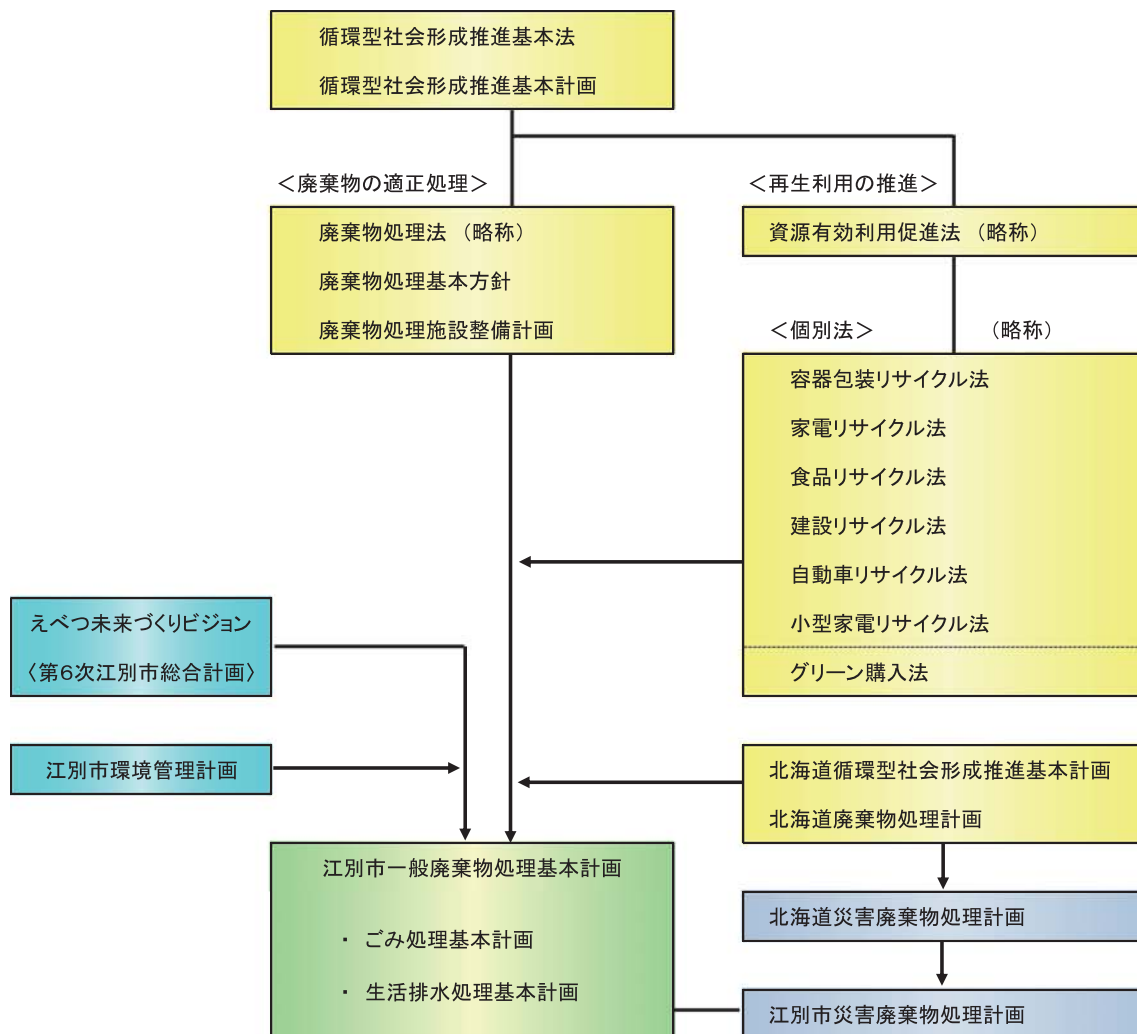 循環型社会形成推進基本法
循環型社会形成推進基本計画
＜廃棄物の適正処理＞
＜再生利用の推進＞
廃棄物処理法 （略称）
廃棄物処理基本方針
廃棄物処理施設整備計画
資源有効利用促進法 （略称）
＜個別法＞ （略称）
容器包装リサイクル法
家電リサイクル法
食品リサイクル法
建設リサイクル法
自動車リサイクル法
小型家電リサイクル法
グリーン購入法
えべつ未来づくりビジョン
〈第６次江別市総合計画〉
江別市環境管理計画
北海道循環型社会形成推進基本計画
北海道廃棄物処理計画
江別市一般廃棄物処理基本計画
・ ごみ処理基本計画
・ 生活排水処理基本計画
北海道災害廃棄物処理計画
江別市災害廃棄物処理計画